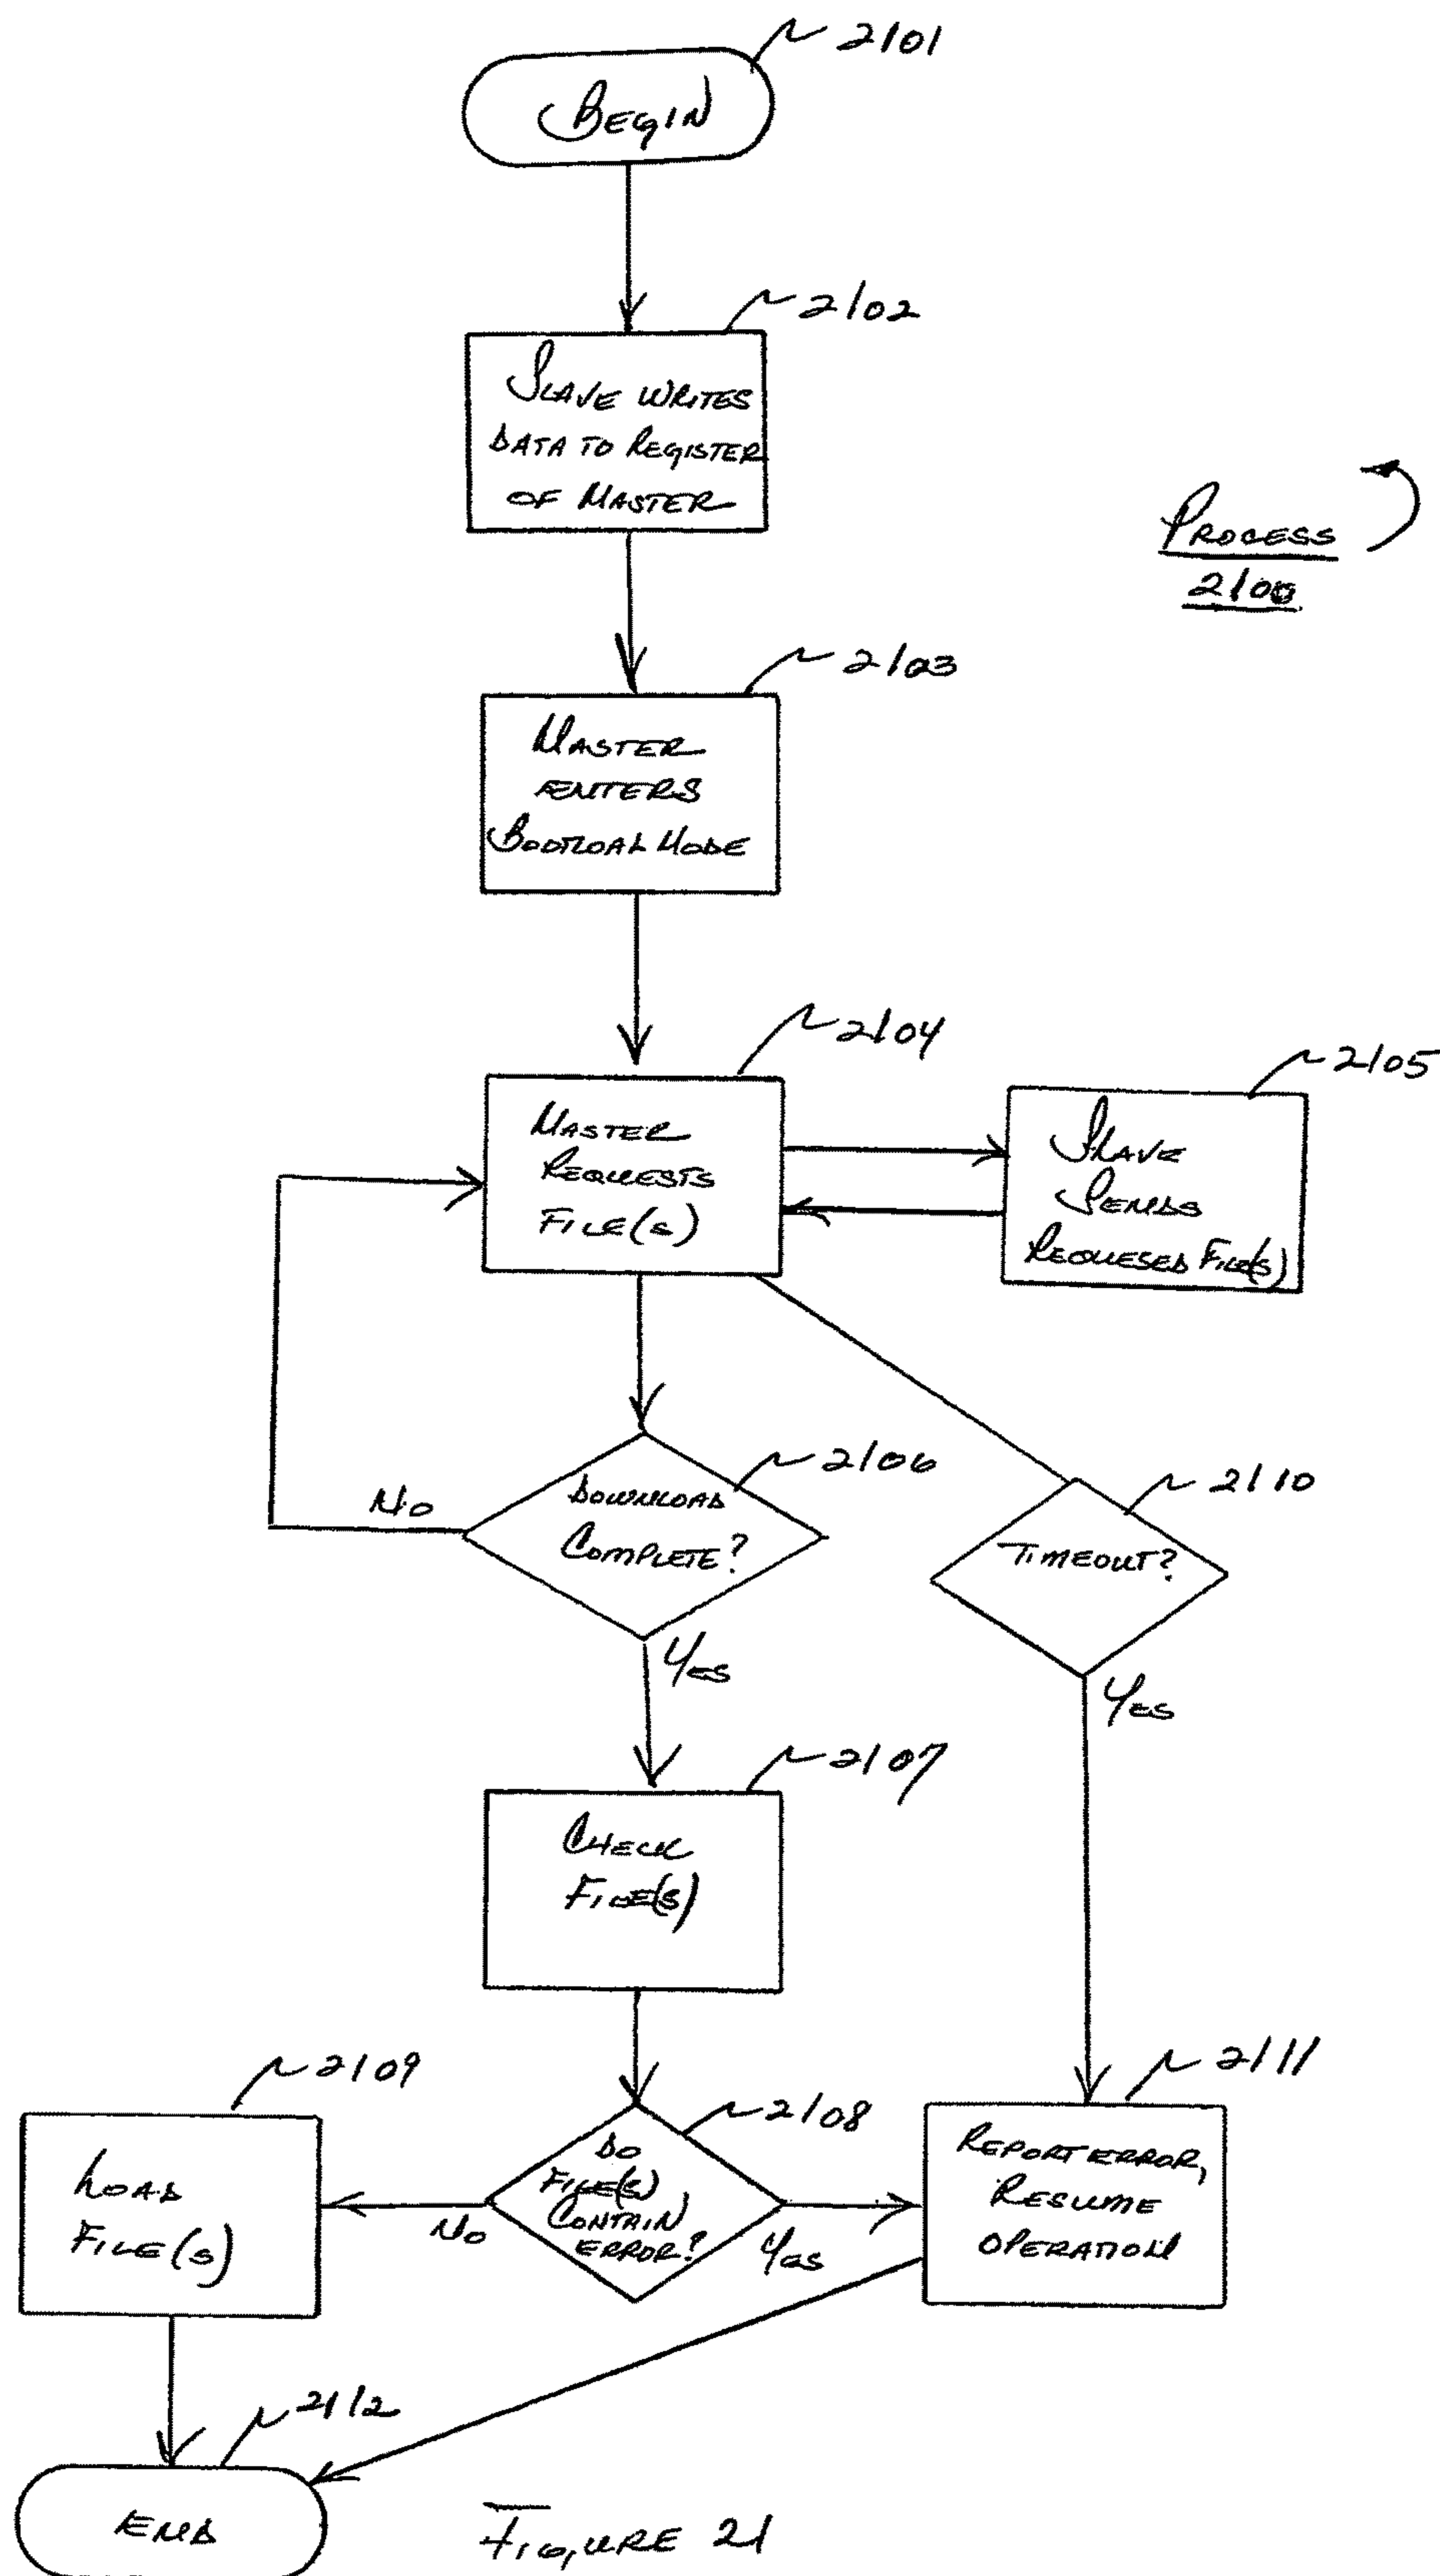 2101
BEGIN
2102
SLAVE WRITES
DATA TO REGISTER
OF MASTER
PROCESS
2100
2103
MASTER
ENTERS
BOOTLOAD MODE
2104
2105
MASTER
REQUESTS
FILE(S)
SLAVE
SENDS
REQUESED FILE(S)
2106
DOWNLOAD
COMPLETE?
NO
2110
TIMEOUT?
YES
YES
2107
CHECK
FILE(S)
2109
2108
2111
LOAD
FILE(S)
DO
FILE(S)
CONTAIN
ERROR?
NO
YES
REPORT ERROR,
RESUME
OPERATION
2112
END
FIGURE 21